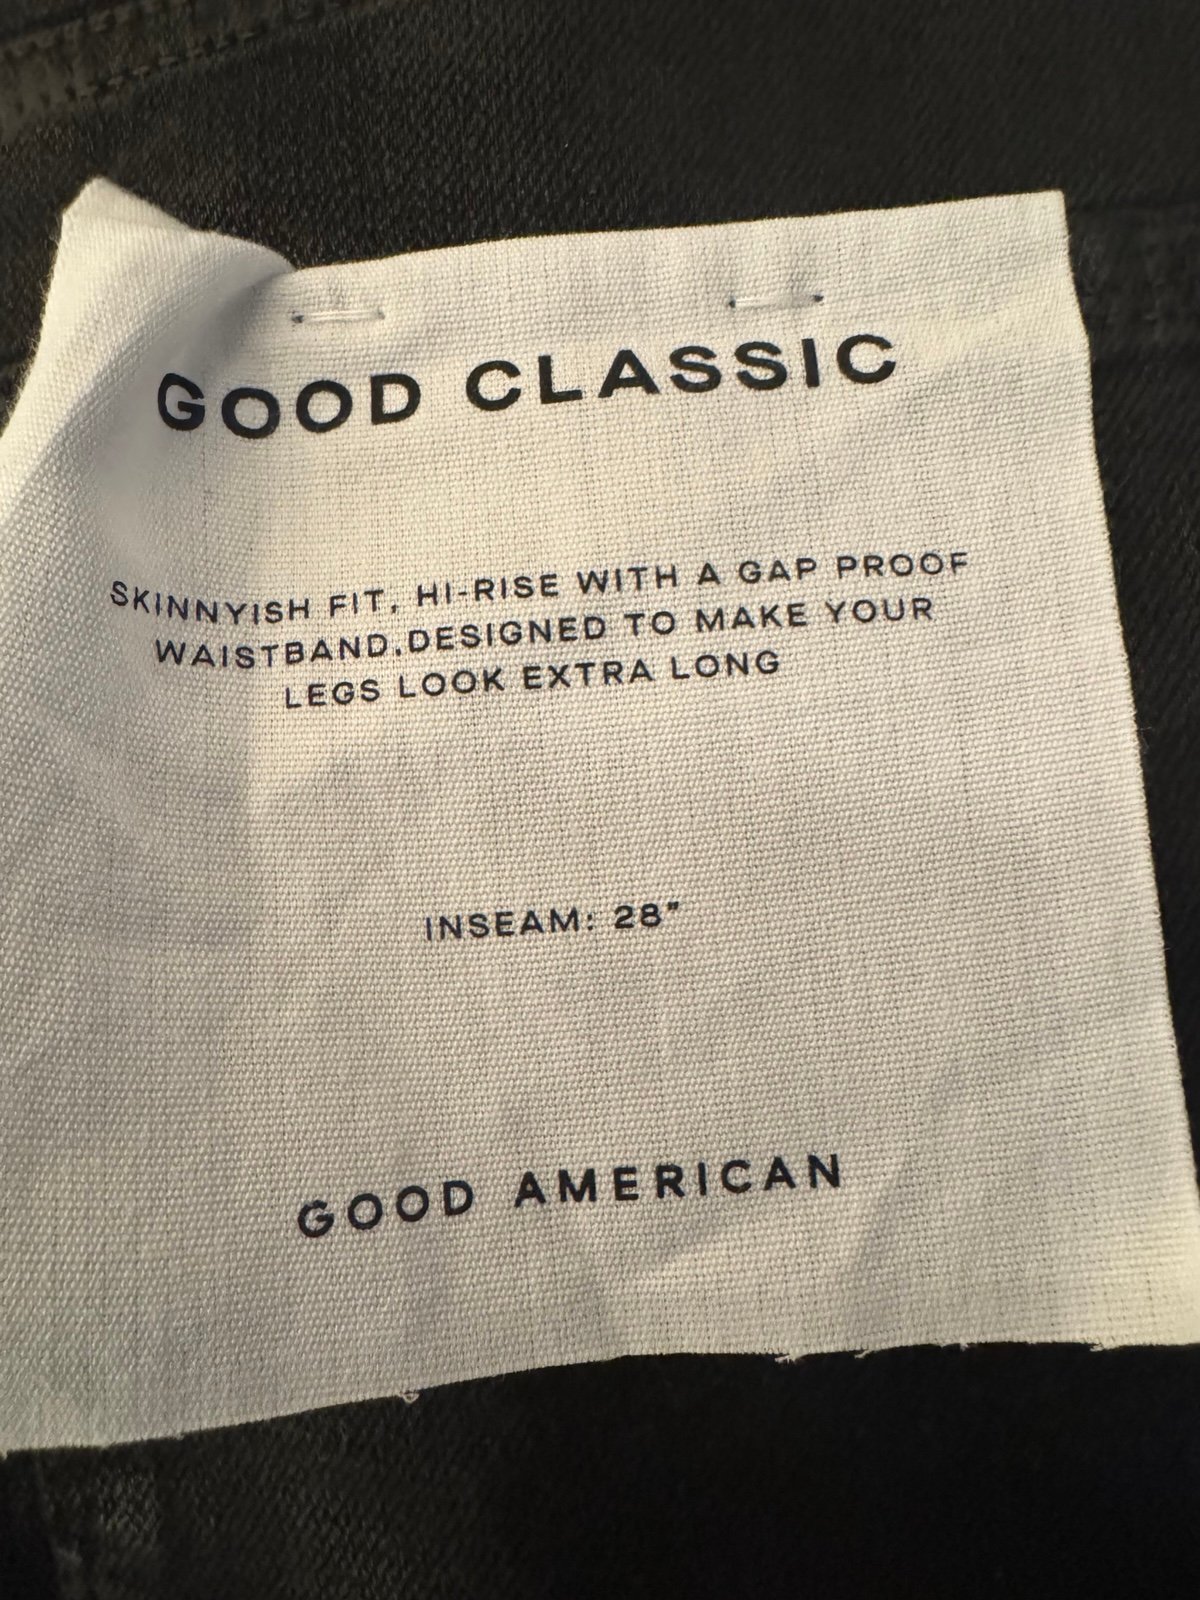 GOOD CLASSIC
SKINNYISH FIT, HI-RISE WITH A GAP PROOF
WAISTBAND.DESIGNED TO MAKE YOUR
LEGS LOOK EXTRA LONG
INSEAM: 28"
GOOD AMERICAN